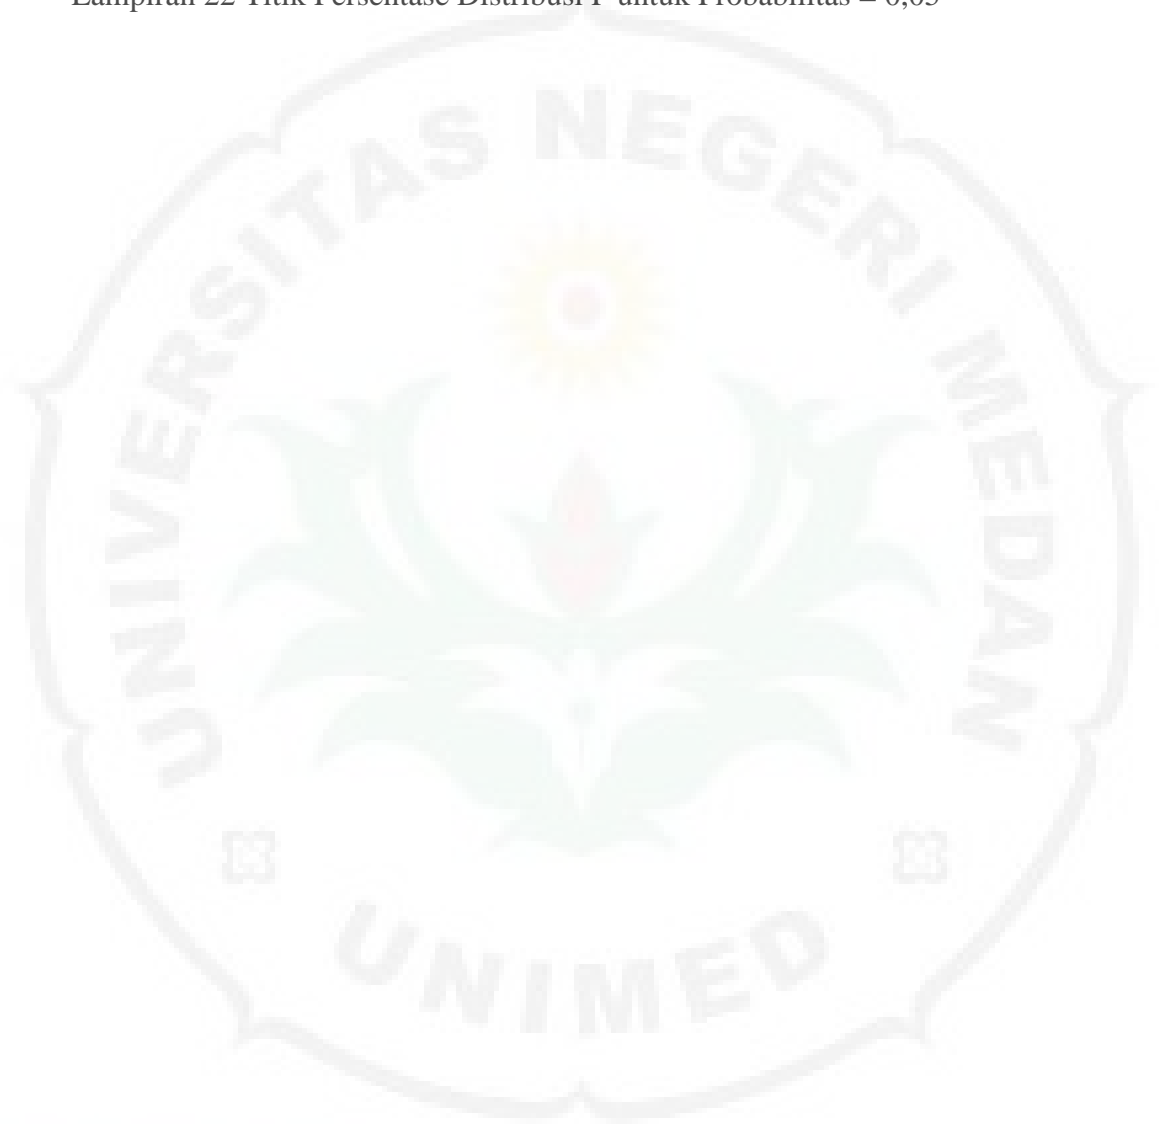 Lampiran 22 Titik Persentase Distribusi F untuk Probabilitas = 0,05
UNIVERSITAS NEGERI MEDAN
UNIMED